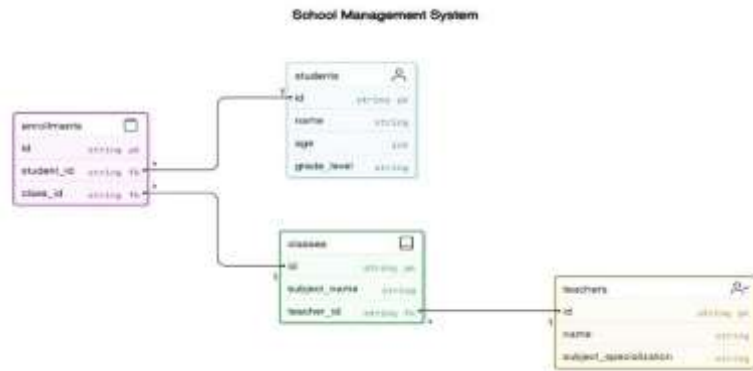 School Management System
students
id string pk
name string
age int
grade_level string
enrollments
id string pk
student_id string fk
class_id string fk
classes
id string pk
subject_name string
teacher_id string fk
teachers
id string pk
name string
subject_specialization string